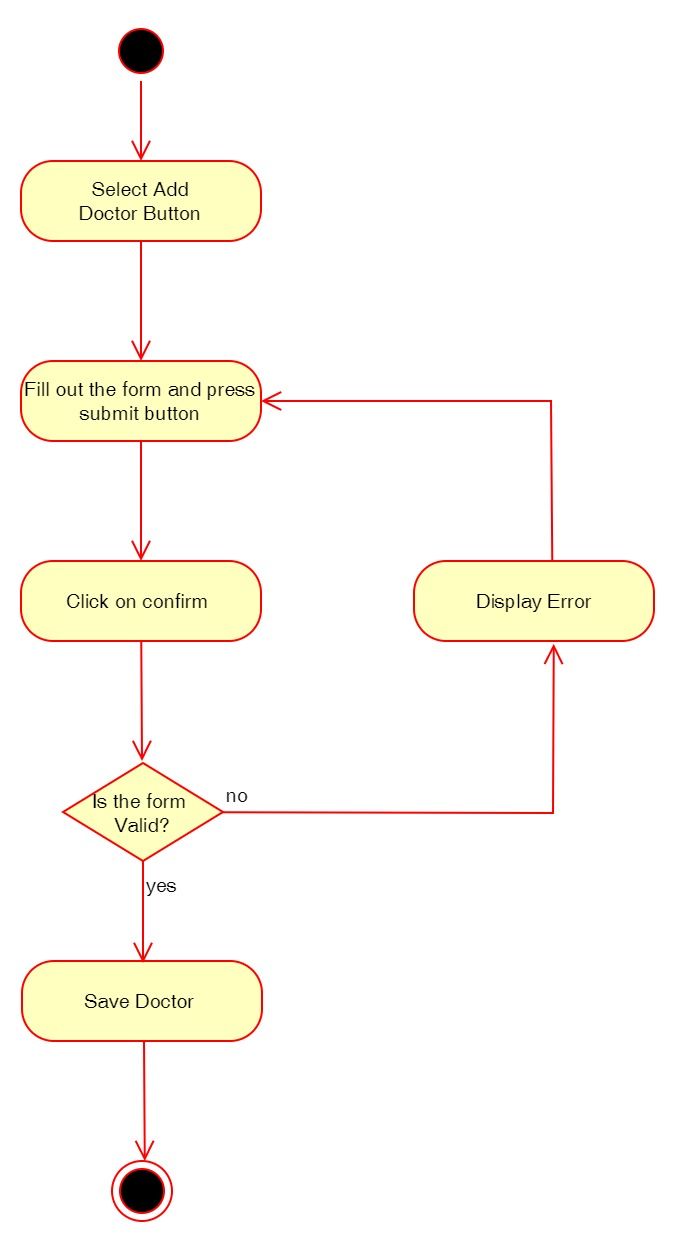 Select Add
Doctor Button
Fill out the form and press
submit button
Click on confirm
Display Error
Is the form
Valid?
no
yes
Save Doctor